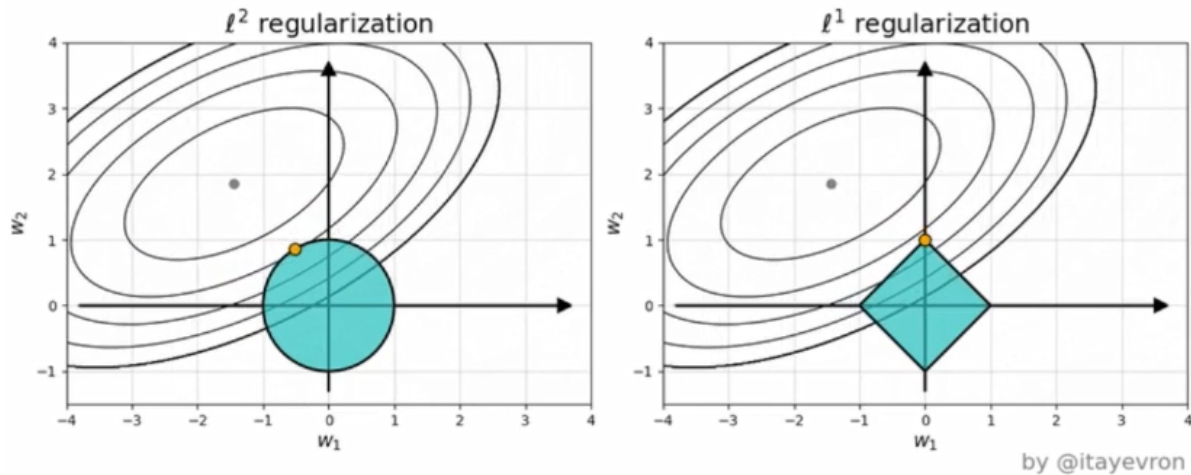 ℓ² regularization
4
3
2
1
0
−1
w₂
−4 −3 −2 −1 0 1 2 3 4
w₁
ℓ¹ regularization
4
3
2
1
0
−1
w₂
−4 −3 −2 −1 0 1 2 3 4
w₁
by @itayevron